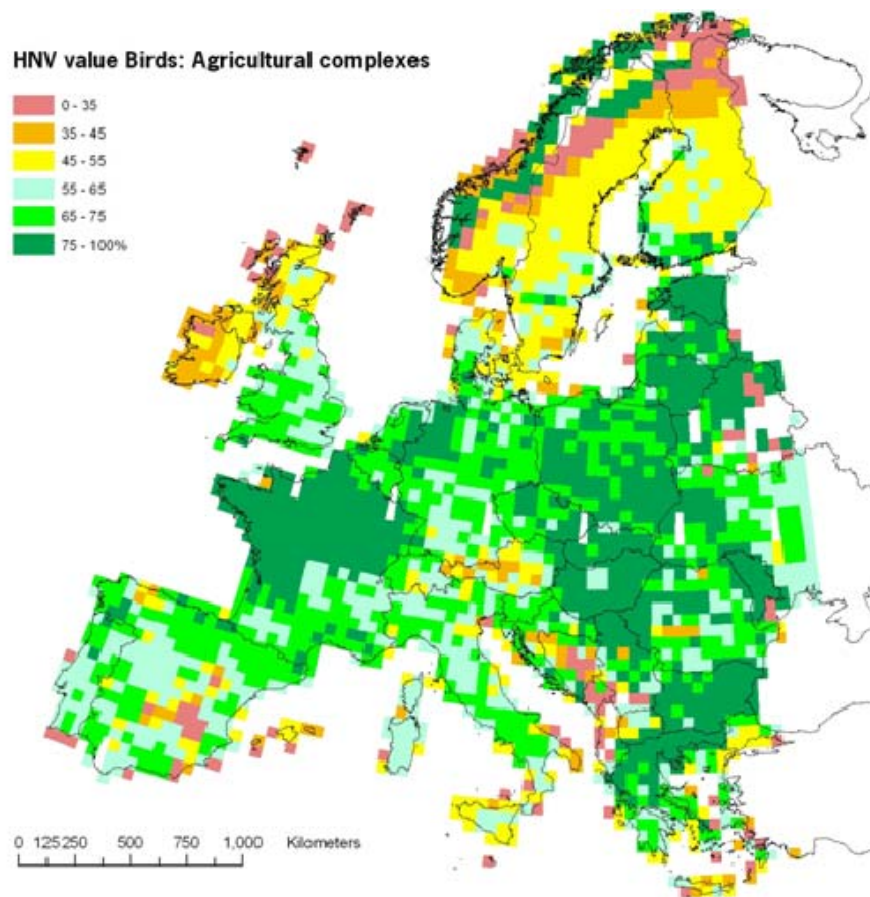 HNV value Birds: Agricultural complexes
0 - 35
35 - 45
45 - 55
55 - 65
65 - 75
75 - 100%
0 125250 500 750 1,000 Kilometers